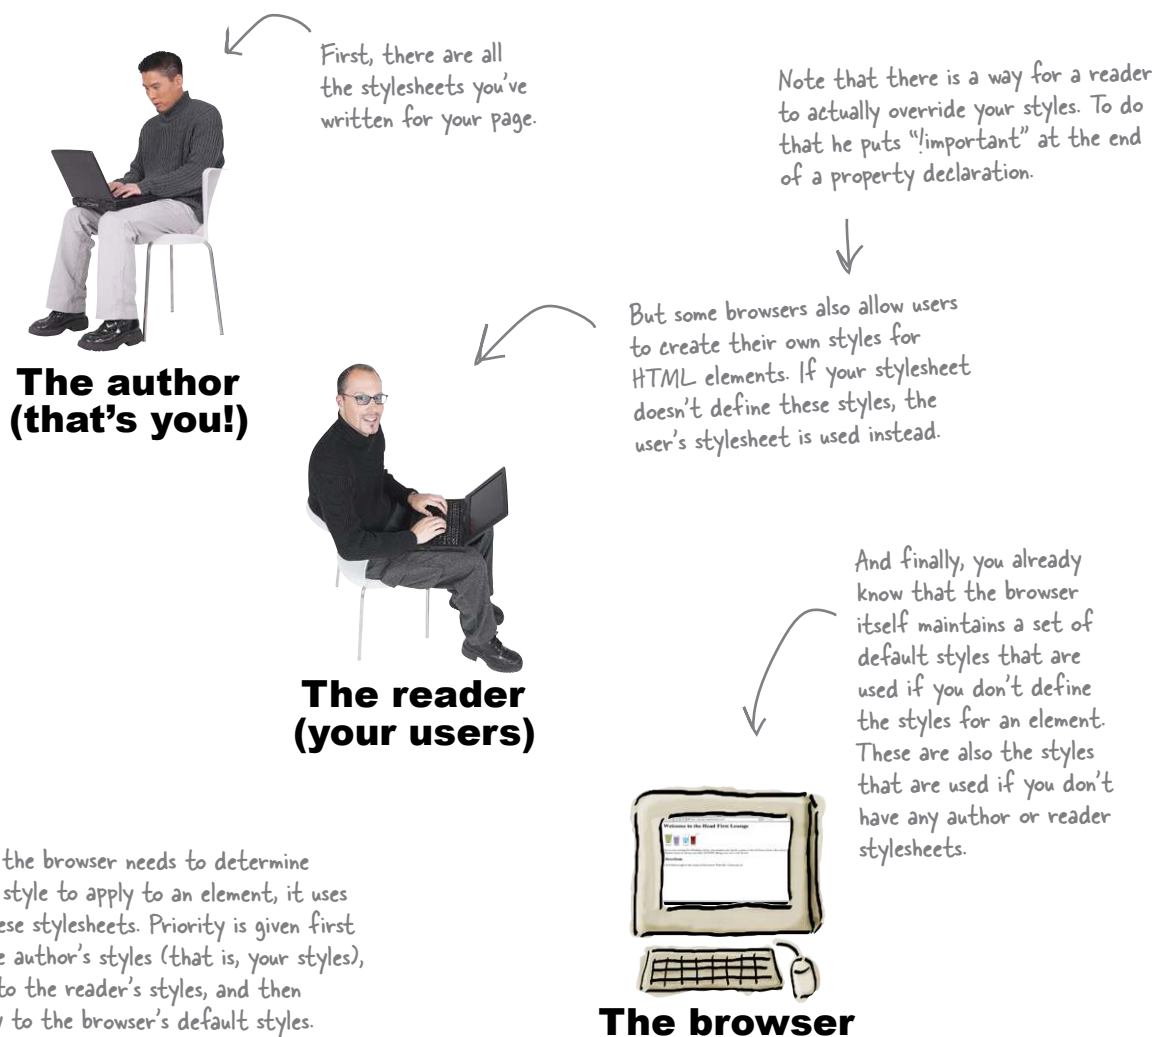 First, there are all
the stylesheets you've
written for your page.
Note that there is a way for a reader
to actually override your styles. To do
that he puts "!important" at the end
of a property declaration.
The author
(that's you!)
But some browsers also allow users
to create their own styles for
HTML elements. If your stylesheet
doesn't define these styles, the
user's stylesheet is used instead.
The reader
(your users)
And finally, you already
know that the browser
itself maintains a set of
default styles that are
used if you don't define
the styles for an element.
These are also the styles
that are used if you don't
have any author or reader
stylesheets.
the browser needs to determine
style to apply to an element, it uses
ese stylesheets. Priority is given first
e author's styles (that is, your styles),
to the reader's styles, and then
y to the browser's default styles.
Welcome to the Head First Lounge
Directions
The browser